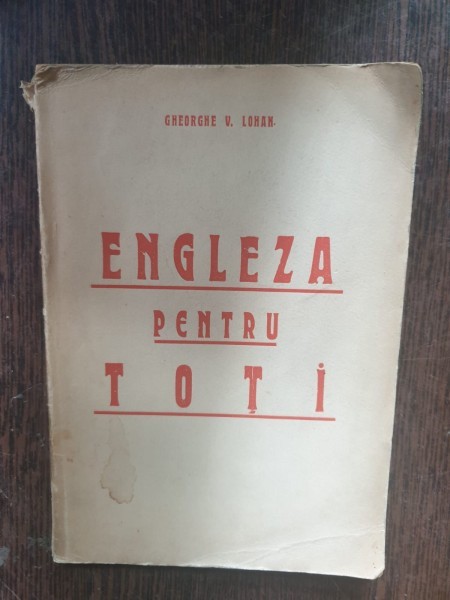 GHEORGHE V. LOHAN
ENGLEZA
PENTRU
TOȚI